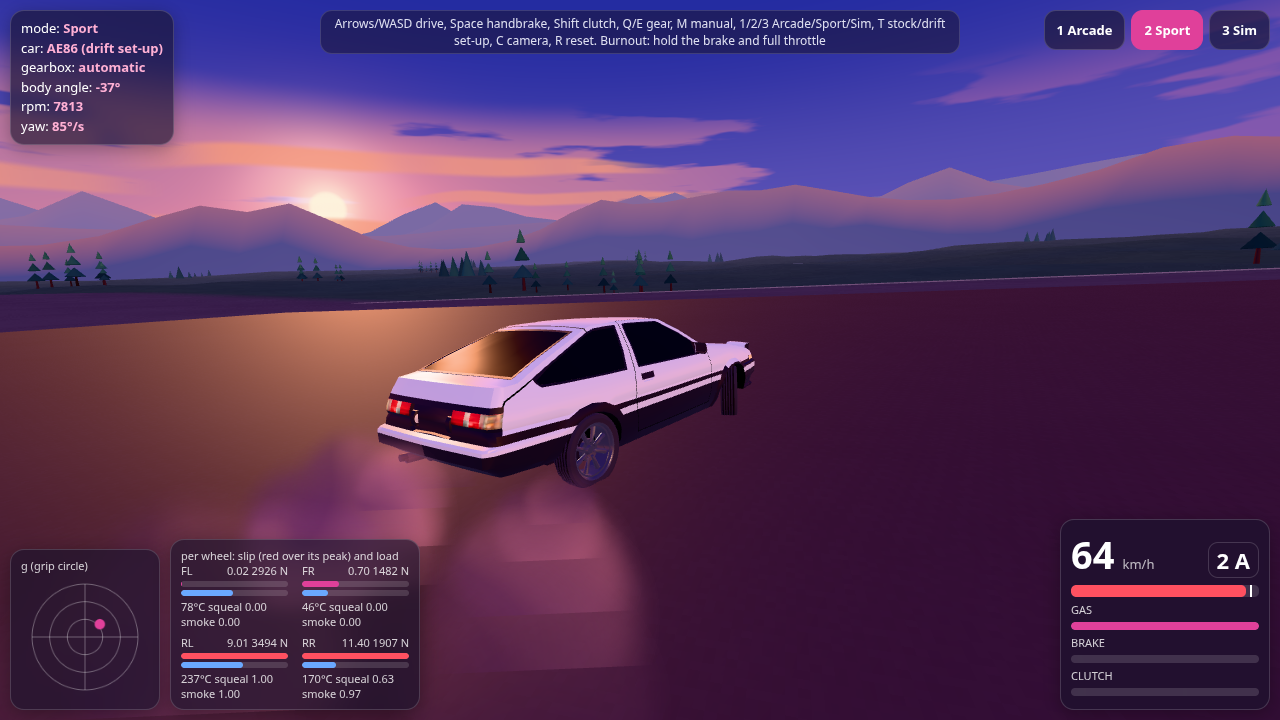 mode: Sport
car: AE86 (drift set-up)
gearbox: automatic
body angle: -37°
rpm: 7813
yaw: 85°/s
Arrows/WASD drive, Space handbrake, Shift clutch, Q/E gear, M manual, 1/2/3 Arcade/Sport/Sim, T stock/drift
set-up, C camera, R reset. Burnout: hold the brake and full throttle
1 Arcade
2 Sport
3 Sim
g (grip circle)
per wheel: slip (red over its peak) and load
FL 0.02 2926 N
FR 0.70 1482 N
78°C squeal 0.00
smoke 0.00
46°C squeal 0.00
smoke 0.00
RL 9.01 3494 N
RR 11.40 1907 N
237°C squeal 1.00
smoke 1.00
170°C squeal 0.63
smoke 0.97
64 km/h
2 A
GAS
BRAKE
CLUTCH